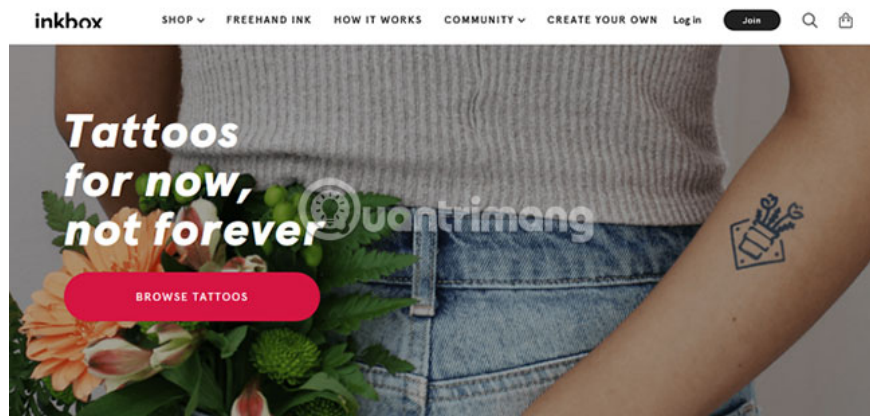 inkbox
SHOP FREEHAND INK HOW IT WORKS COMMUNITY CREATE YOUR OWN Log in Join
Tattoos
for now,
not forever
Quantrimang
BROWSE TATTOOS